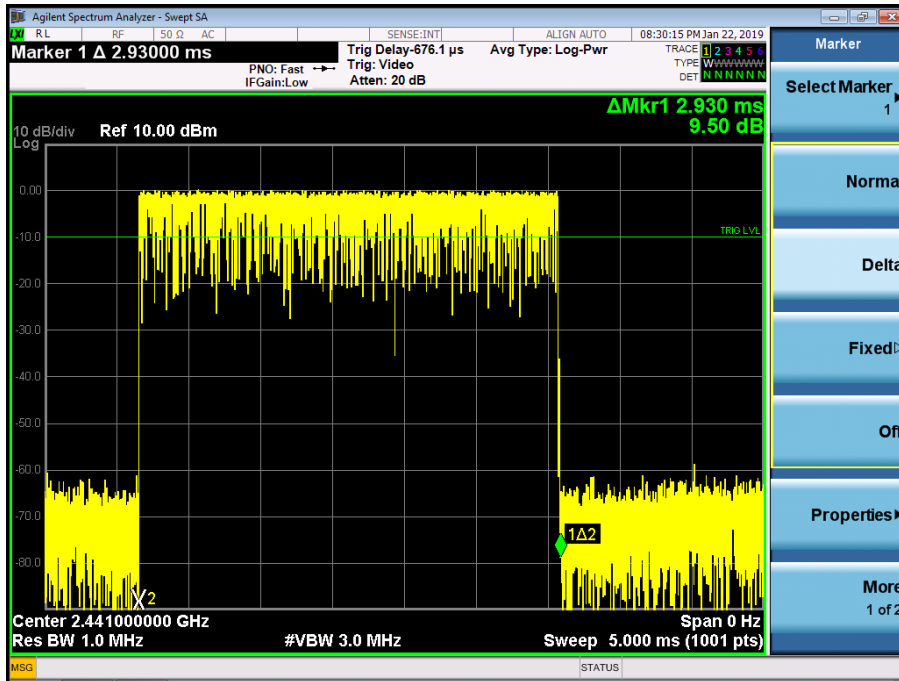 Agilent Spectrum Analyzer - Swept SA
LXI RL RF 50 Ω AC SENSE:INT ALIGN AUTO 08:30:15 PM Jan 22, 2019
Marker 1 Δ 2.93000 ms
PNO: Fast
IFGain:Low
Trig Delay-676.1 µs
Trig: Video
Atten: 20 dB
Avg Type: Log-Pwr
TRACE 1 2 3 4 5 6
TYPE WWWWWW
DET N N N N N N
ΔMkr1 2.930 ms
9.50 dB
10 dB/div
Log
Ref 10.00 dBm
0.00
-10.0
TRIG LVL
-20.0
-30.0
-40.0
-50.0
-60.0
-70.0
-80.0
1Δ2
2
Center 2.441000000 GHz
Span 0 Hz
Res BW 1.0 MHz
#VBW 3.0 MHz
Sweep 5.000 ms (1001 pts)
MSG
STATUS
Marker
Select Marker
1
Norma
Delta
Fixed
Off
Properties
More
1 of 2